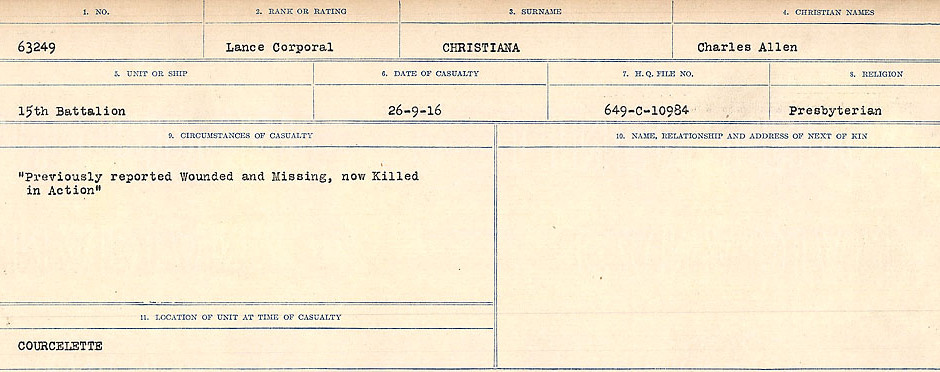 1. NO.
2. RANK OR RATING
3. SURNAME
4. CHRISTIAN NAMES
63249
Lance Corporal
CHRISTIANA
Charles Allen
5. UNIT OR SHIP
6. DATE OF CASUALTY
7. H. Q. FILE NO.
8. RELIGION
15th Battalion
26-9-16
649-C-10984
Presbyterian
9. CIRCUMSTANCES OF CASUALTY
10. NAME, RELATIONSHIP AND ADDRESS OF NEXT OF KIN
"Previously reported Wounded and Missing, now Killed
in Action"
11. LOCATION OF UNIT AT TIME OF CASUALTY
COURCELETTE